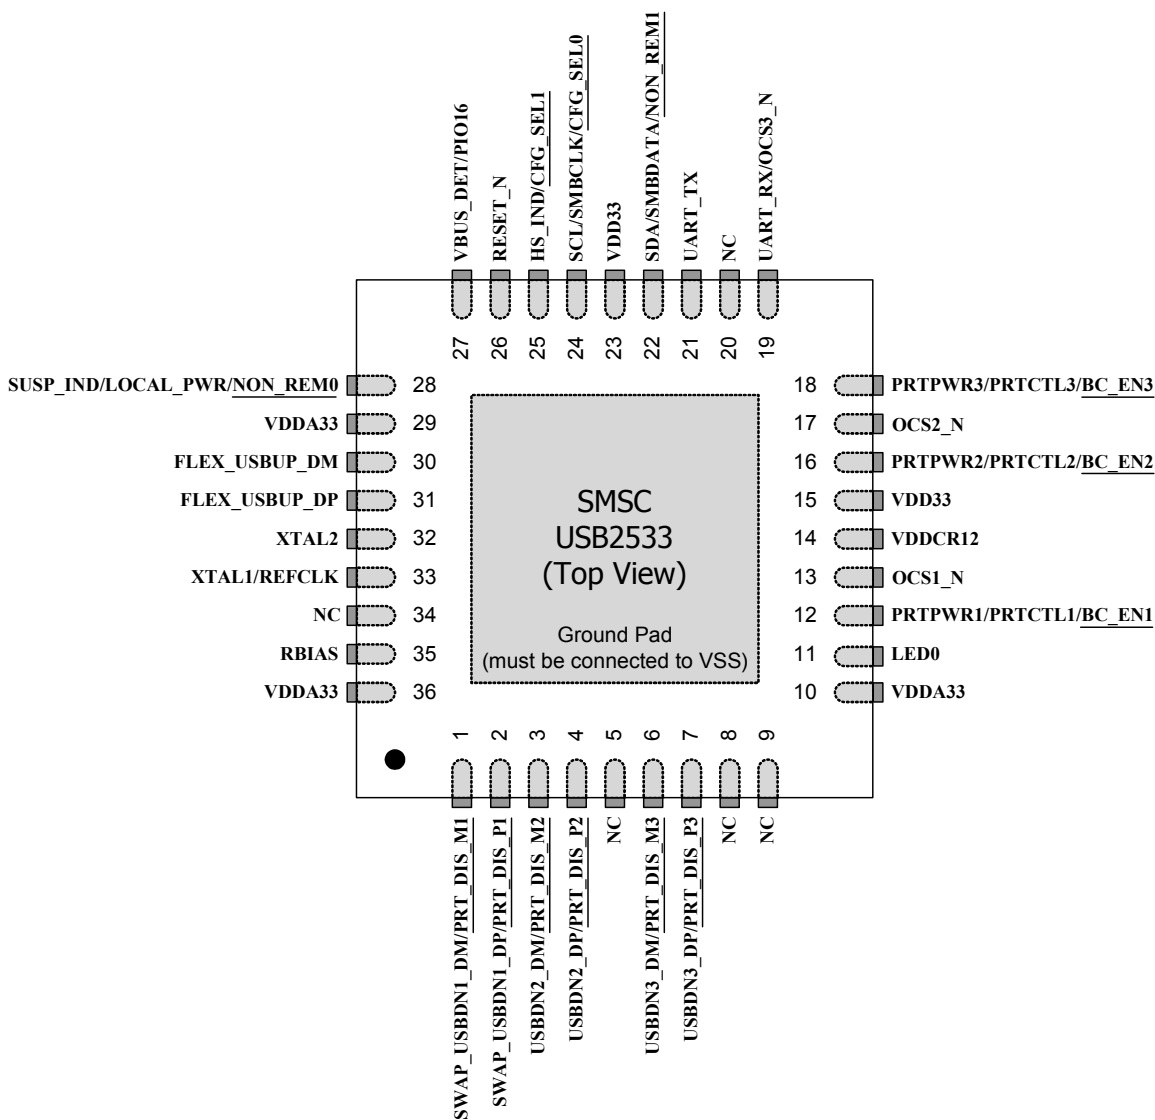 VBUS_DET/PIO16
RESET_N
HS_IND/CFG_SEL1
SCL/SMBCLK/CFG_SEL0
VDD33
SDA/SMBDATA/NON_REM1
UART_TX
NC
UART_RX/OCS3_N
27
26
25
24
23
22
21
20
19
SUSP_IND/LOCAL_PWR/NON_REM0 28
VDDA33 29
FLEX_USBUP_DM 30
FLEX_USBUP_DP 31
XTAL2 32
XTAL1/REFCLK 33
NC 34
RBIAS 35
VDDA33 36
SMSC
USB2533
(Top View)
Ground Pad
(must be connected to VSS)
18 PRTPWR3/PRTCTL3/BC_EN3
17 OCS2_N
16 PRTPWR2/PRTCTL2/BC_EN2
15 VDD33
14 VDDCR12
13 OCS1_N
12 PRTPWR1/PRTCTL1/BC_EN1
11 LED0
10 VDDA33
1
2
3
4
5
6
7
8
9
SWAP_USBDN1_DM/PRT_DIS_M1
SWAP_USBDN1_DP/PRT_DIS_P1
USBDN2_DM/PRT_DIS_M2
USBDN2_DP/PRT_DIS_P2
NC
USBDN3_DM/PRT_DIS_M3
USBDN3_DP/PRT_DIS_P3
NC
NC